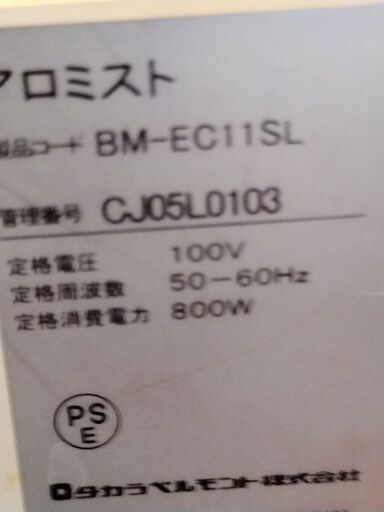 アロミスト
製品コード BM-EC11SL
管理番号 CJ05L0103
定格電圧 100V
定格周波数 50-60Hz
定格消費電力 800W
PS
E
タカラベルモント株式会社